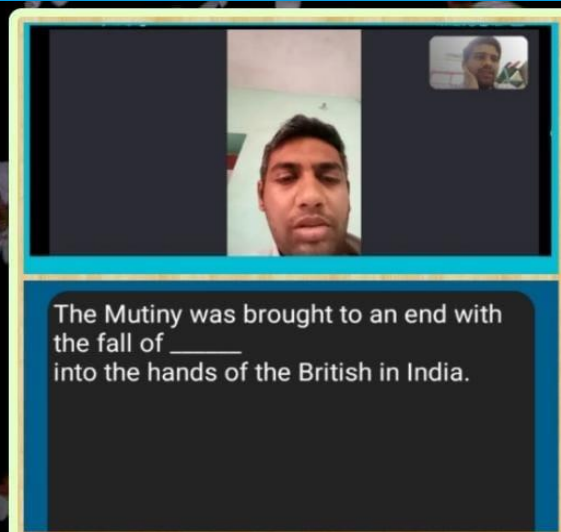 The Mutiny was brought to an end with
the fall of ______
into the hands of the British in India.